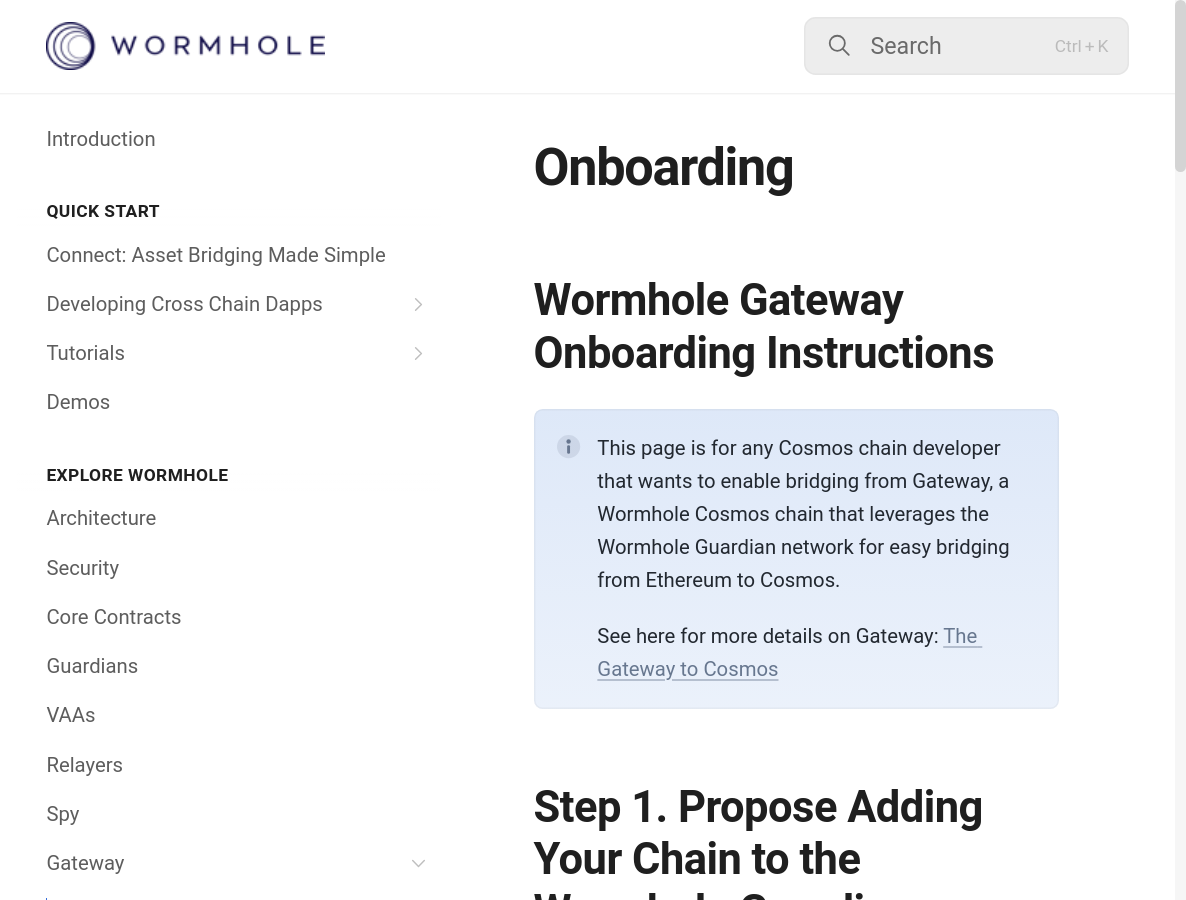 WORMHOLE
Search
Ctrl + K
Introduction
QUICK START
Connect: Asset Bridging Made Simple
Developing Cross Chain Dapps
Tutorials
Demos
EXPLORE WORMHOLE
Architecture
Security
Core Contracts
Guardians
VAAs
Relayers
Spy
Gateway
Onboarding
Wormhole Gateway
Onboarding Instructions
This page is for any Cosmos chain developer
that wants to enable bridging from Gateway, a
Wormhole Cosmos chain that leverages the
Wormhole Guardian network for easy bridging
from Ethereum to Cosmos.
See here for more details on Gateway: The
Gateway to Cosmos
Step 1. Propose Adding
Your Chain to the